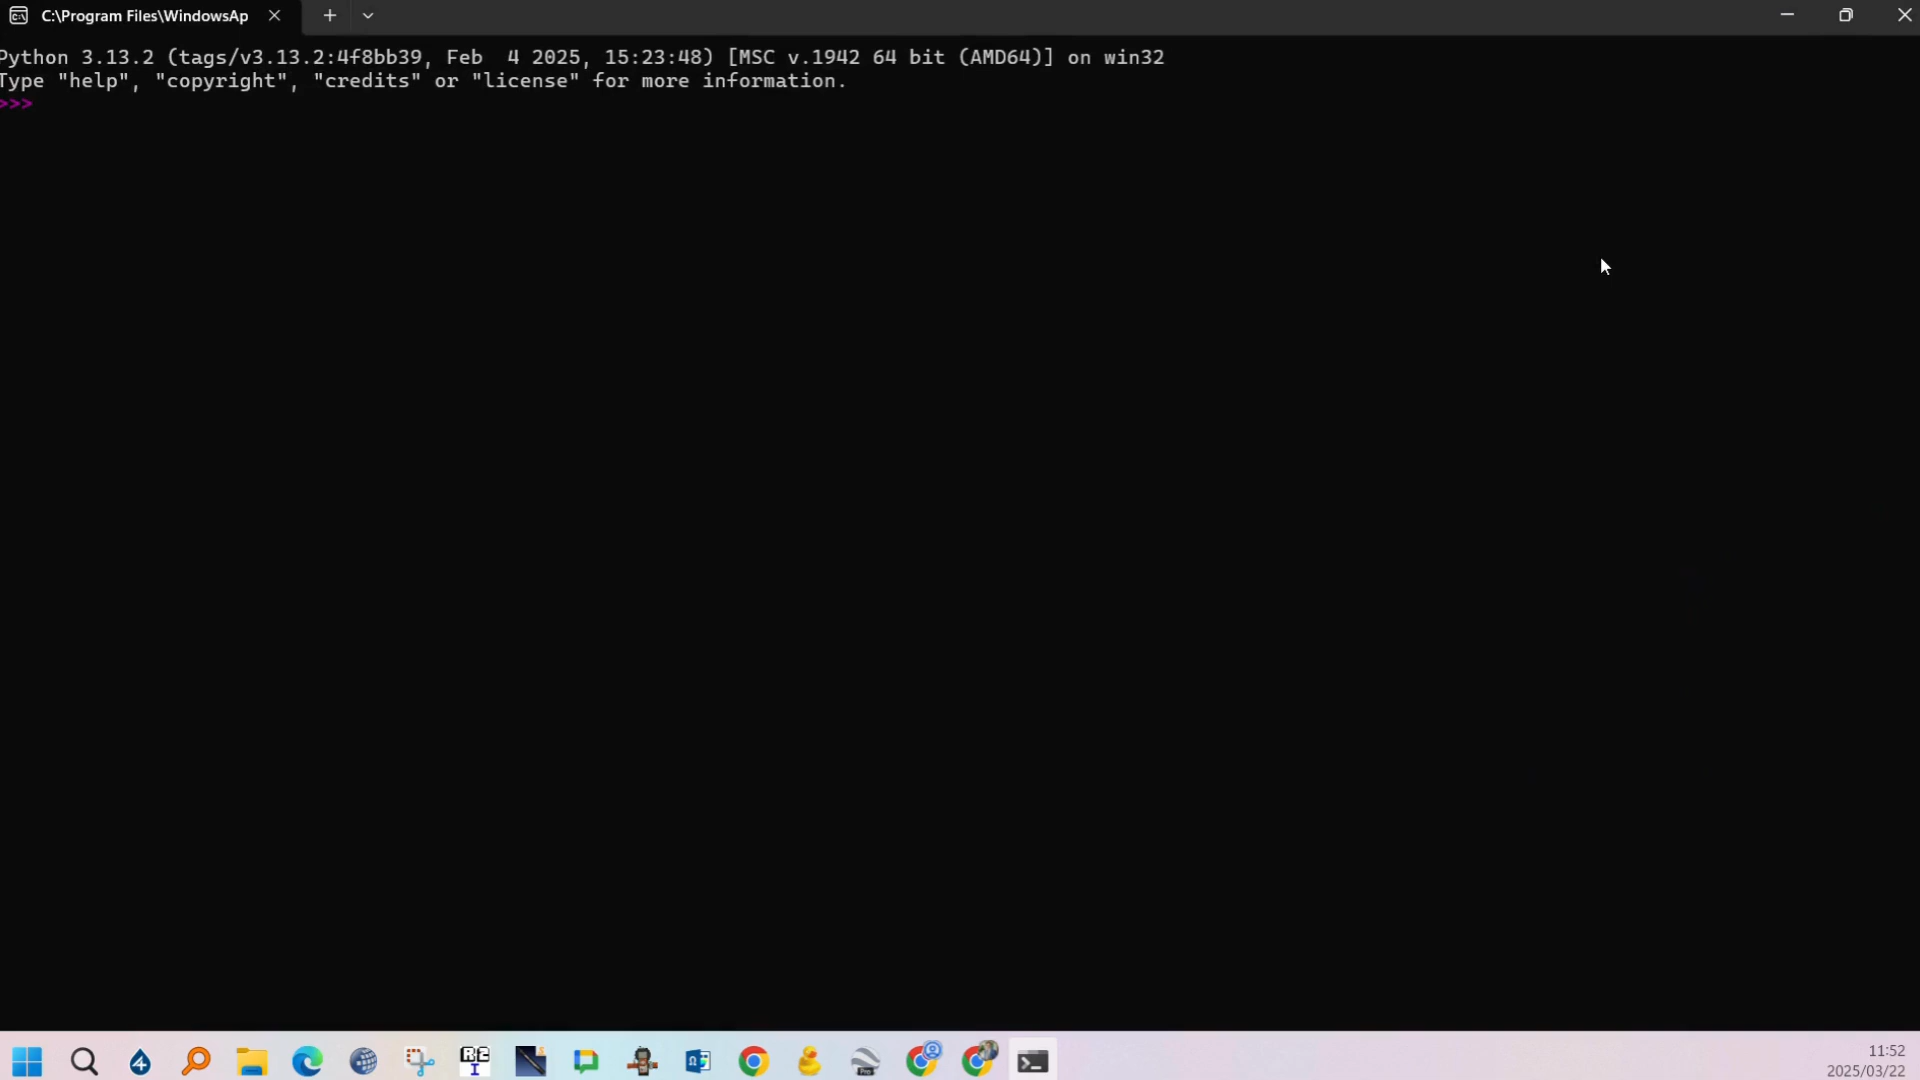 C:\Program Files\WindowsAp
Python 3.13.2 (tags/v3.13.2:4f8bb39, Feb  4 2025, 15:23:48) [MSC v.1942 64 bit (AMD64)] on win32
Type "help", "copyright", "credits" or "license" for more information.
>>>
11:52
2025/03/22